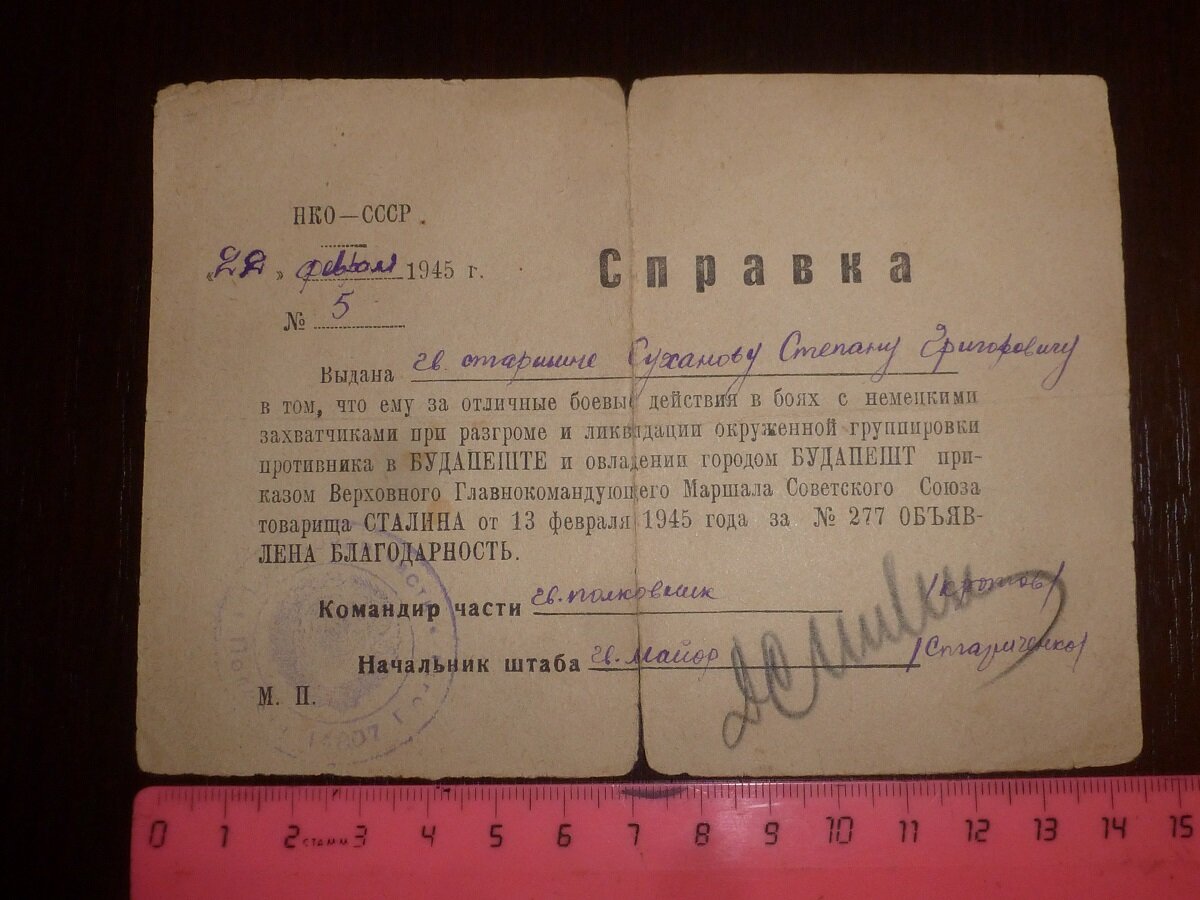 НКО—СССР.
«22» февраля 1945 г.
№ 5
Справка
Выдана гв. старшине Суханову Степану Григоровичу
в том, что ему за отличные боевые действия в боях с немецкими
захватчиками при разгроме и ликвидации окруженной группировки
противника в БУДАПЕШТЕ и овладении городом БУДАПЕШТ при-
казом Верховного Главнокомандующего Маршала Советского Союза
товарища СТАЛИНА от 13 февраля 1945 года за № 277 ОБЪЯВ-
ЛЕНА БЛАГОДАРНОСТЬ.
Командир части гв. полковник
Начальник штаба гв. Майор
М. П.
0 1 2 3 4 5 6 7 8 9 10 11 12 13 14 15